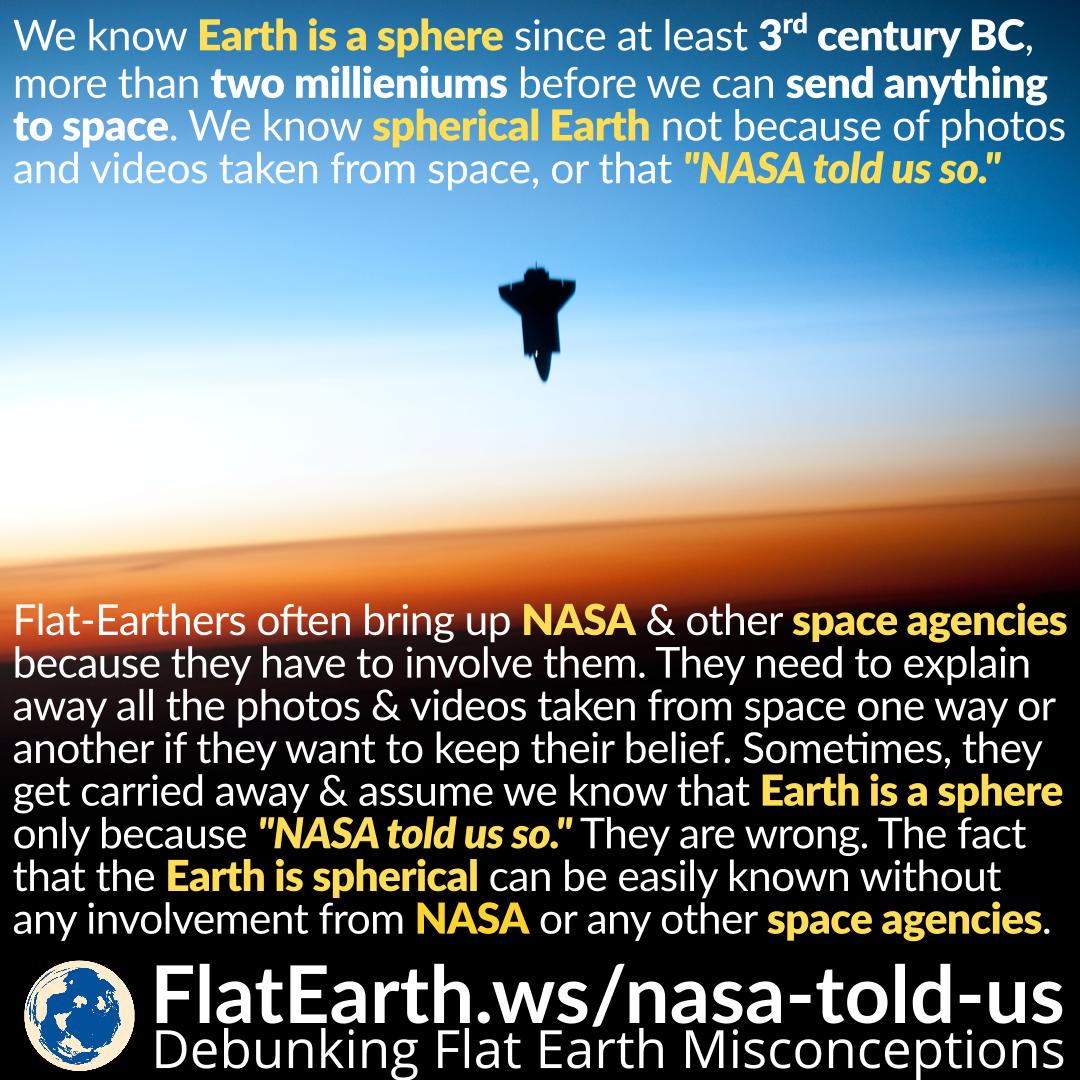 We know Earth is a sphere since at least 3rd century BC,
more than two millieniums before we can send anything
to space. We know spherical Earth not because of photos
and videos taken from space, or that "NASA told us so."
Flat-Earthers often bring up NASA & other space agencies
because they have to involve them. They need to explain
away all the photos & videos taken from space one way or
another if they want to keep their belief. Sometimes, they
get carried away & assume we know that Earth is a sphere
only because "NASA told us so." They are wrong. The fact
that the Earth is spherical can be easily known without
any involvement from NASA or any other space agencies.
FlatEarth.ws/nasa-told-us
Debunking Flat Earth Misconceptions